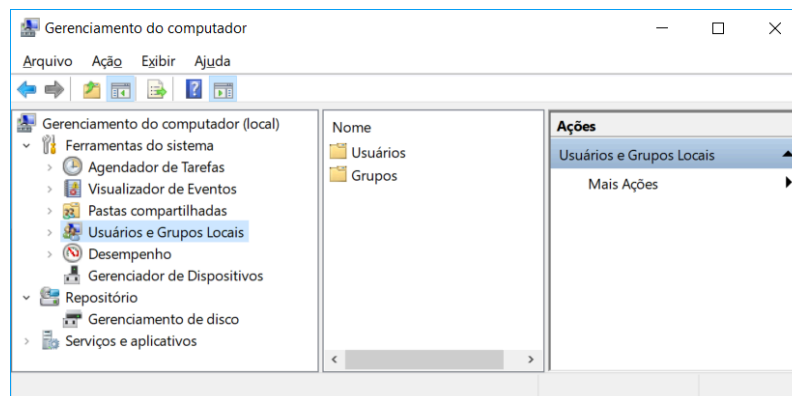 Gerenciamento do computador
Arquivo Ação Exibir Ajuda
Gerenciamento do computador (local)
Ferramentas do sistema
Agendador de Tarefas
Visualizador de Eventos
Pastas compartilhadas
Usuários e Grupos Locais
Desempenho
Gerenciador de Dispositivos
Repositório
Gerenciamento de disco
Serviços e aplicativos
Nome
Usuários
Grupos
Ações
Usuários e Grupos Locais
Mais Ações